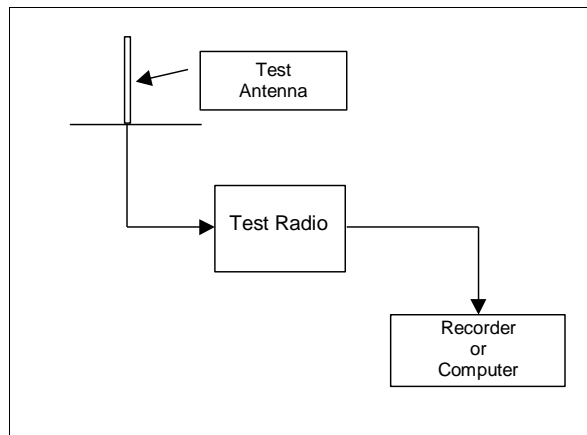 Test
Antenna
Test Radio
Recorder
or
Computer